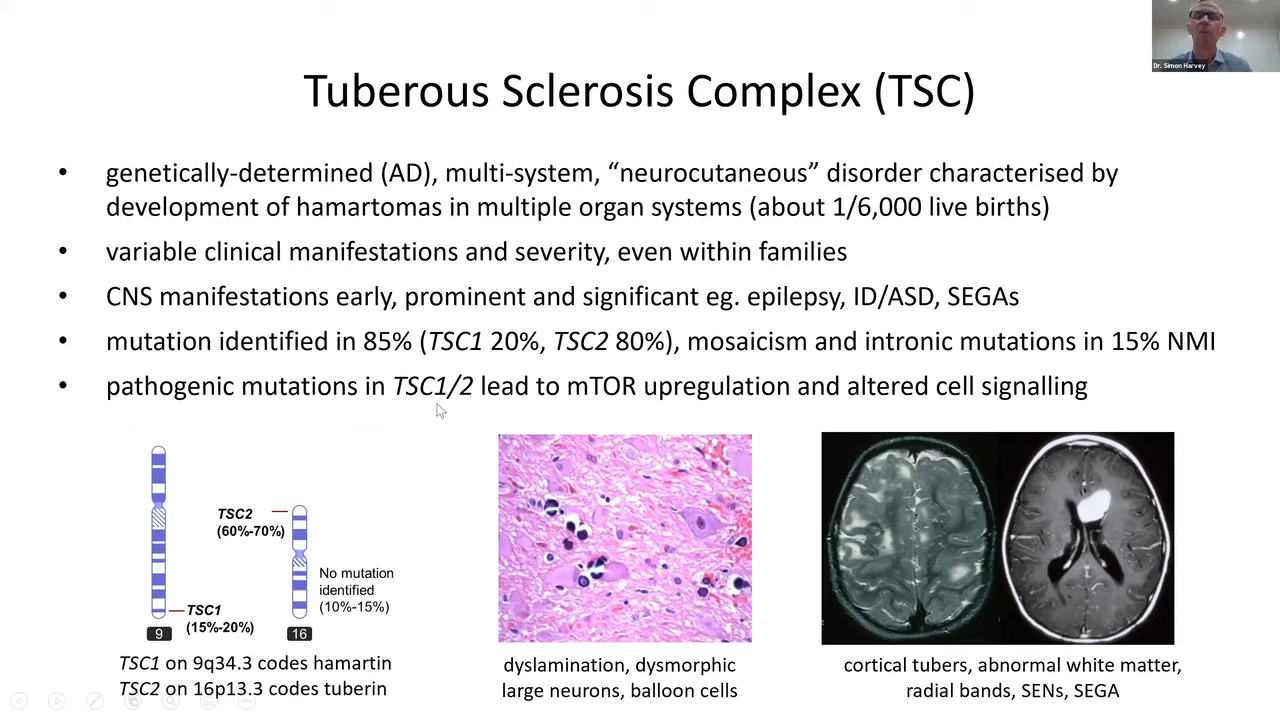 Dr. Simon Harvey
Tuberous Sclerosis Complex (TSC)
• genetically-determined (AD), multi-system, “neurocutaneous” disorder characterised by
development of hamartomas in multiple organ systems (about 1/6,000 live births)
• variable clinical manifestations and severity, even within families
• CNS manifestations early, prominent and significant eg. epilepsy, ID/ASD, SEGAs
• mutation identified in 85% (TSC1 20%, TSC2 80%), mosaicism and intronic mutations in 15% NMI
• pathogenic mutations in TSC1/2 lead to mTOR upregulation and altered cell signalling
TSC2
(60%-70%)
No mutation
identified
(10%-15%)
TSC1
(15%-20%)
9
16
TSC1 on 9q34.3 codes hamartin
TSC2 on 16p13.3 codes tuberin
dyslamination, dysmorphic
large neurons, balloon cells
cortical tubers, abnormal white matter,
radial bands, SENs, SEGA